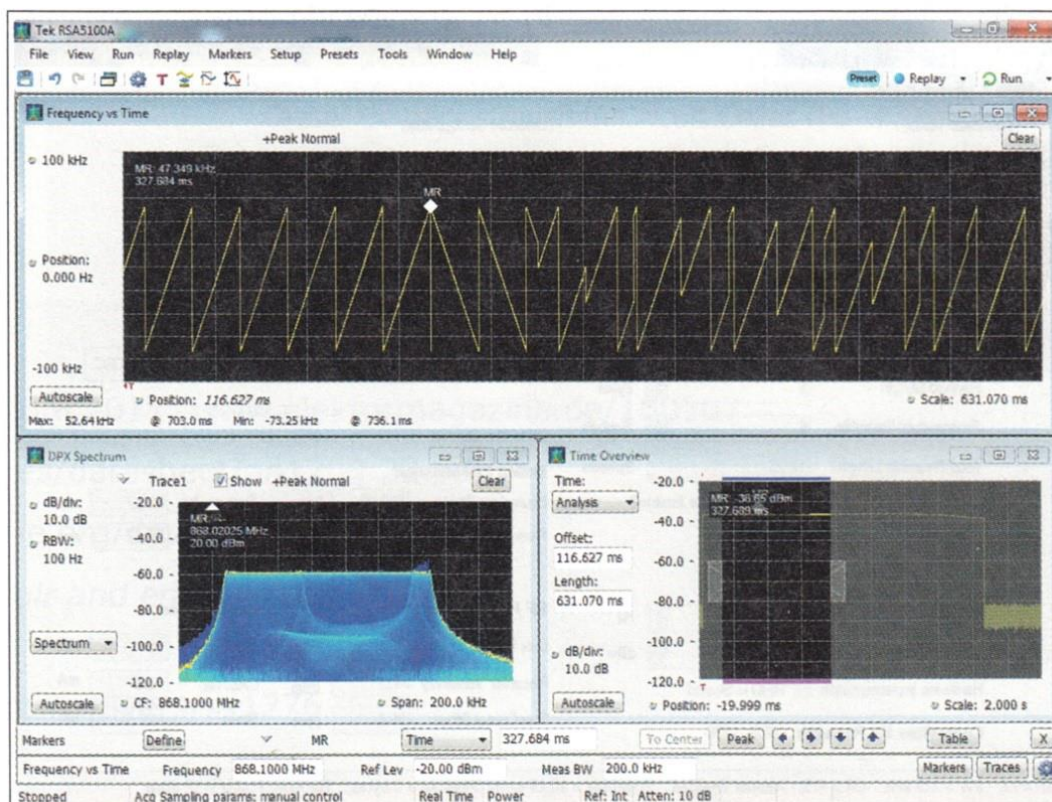 Tek RSA5100A
File View Run Replay Markers Setup Presets Tools Window Help
T
Preset Replay Run
Frequency vs Time
+Peak Normal
Clear
100 kHz
MR: 47.349 kHz
327.684 ms
MR
Position:
0.000 Hz
-100 kHz
T
Autoscale
Position: 116.627 ms
Scale: 631.070 ms
Max: 52.64 kHz @ 703.0 ms Min: -73.25 kHz @ 736.1 ms
DPX Spectrum
Trace1 Show +Peak Normal
Clear
dB/div:
10.0 dB
RBW:
100 Hz
-20.0
-40.0
-60.0
-80.0
-100.0
-120.0
MR:
868.02025 MHz
20.00 dBm
Spectrum
Autoscale
CF: 868.1000 MHz
Span: 200.0 kHz
Time Overview
Time:
Analysis
Offset:
116.627 ms
Length:
631.070 ms
dB/div:
10.0 dB
-20.0
-40.0
-60.0
-80.0
-100.0
-120.0
MR: -36.65 dBm
327.689 ms
T
Autoscale
Position: -19.999 ms
Scale: 2.000 s
Markers Define MR Time 327.684 ms To Center Peak Table X
Frequency vs Time Frequency 868.1000 MHz Ref Lev -20.00 dBm Meas BW 200.0 kHz Markers Traces
Stopped Acq Sampling params: manual control Real Time Power Ref: Int Atten: 10 dB